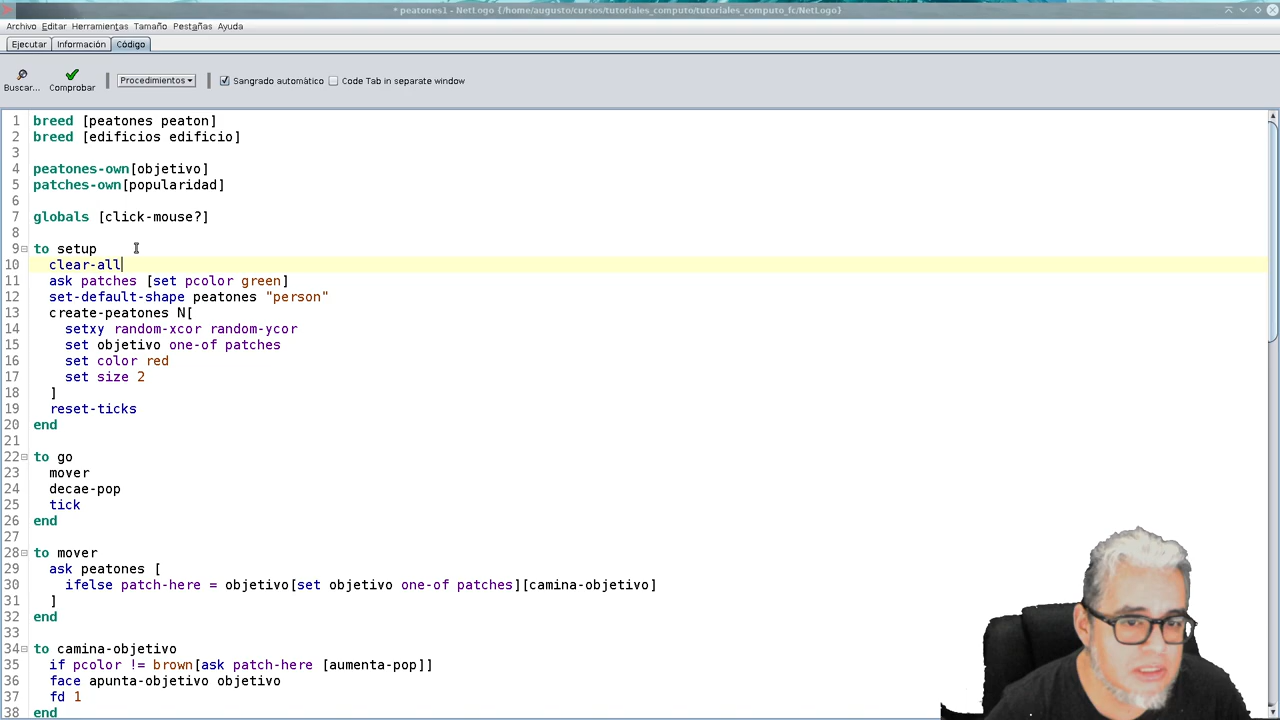 * peatones1 - NetLogo {/home/augusto/cursos/tutoriales_computo/tutoriales_computo_fc/NetLogo}
Archivo Editar Herramientas Tamaño Pestañas Ayuda
Ejecutar Información Código
Buscar... Comprobar Procedimientos Sangrado automático Code Tab in separate window
1 breed [peatones peaton]
2 breed [edificios edificio]
3
4 peatones-own[objetivo]
5 patches-own[popularidad]
6
7 globals [click-mouse?]
8
9 to setup
10 clear-all
11 ask patches [set pcolor green]
12 set-default-shape peatones "person"
13 create-peatones N[
14 setxy random-xcor random-ycor
15 set objetivo one-of patches
16 set color red
17 set size 2
18 ]
19 reset-ticks
20 end
21
22 to go
23 mover
24 decae-pop
25 tick
26 end
27
28 to mover
29 ask peatones [
30 ifelse patch-here = objetivo[set objetivo one-of patches][camina-objetivo]
31 ]
32 end
33
34 to camina-objetivo
35 if pcolor != brown[ask patch-here [aumenta-pop]]
36 face apunta-objetivo objetivo
37 fd 1
38 end